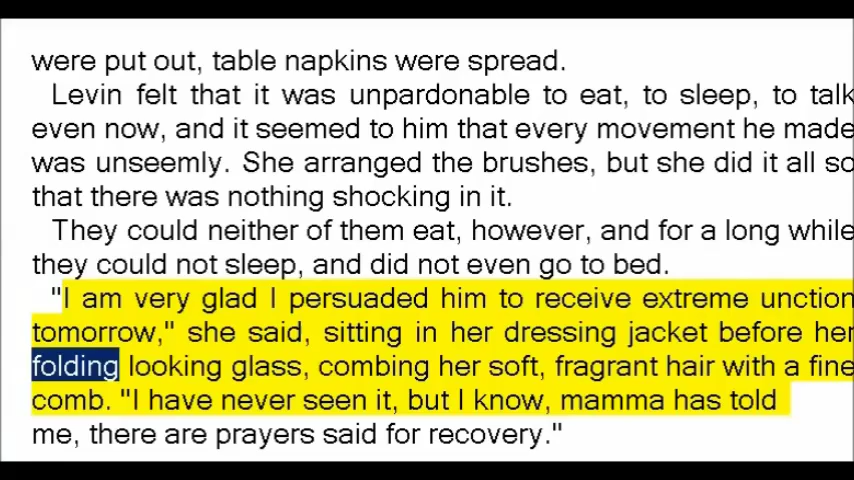 were put out, table napkins were spread.
Levin felt that it was unpardonable to eat, to sleep, to talk
even now, and it seemed to him that every movement he made
was unseemly. She arranged the brushes, but she did it all so
that there was nothing shocking in it.
They could neither of them eat, however, and for a long while
they could not sleep, and did not even go to bed.
"I am very glad I persuaded him to receive extreme unction
tomorrow," she said, sitting in her dressing jacket before her
folding looking glass, combing her soft, fragrant hair with a fine
comb. "I have never seen it, but I know, mamma has told
me, there are prayers said for recovery."